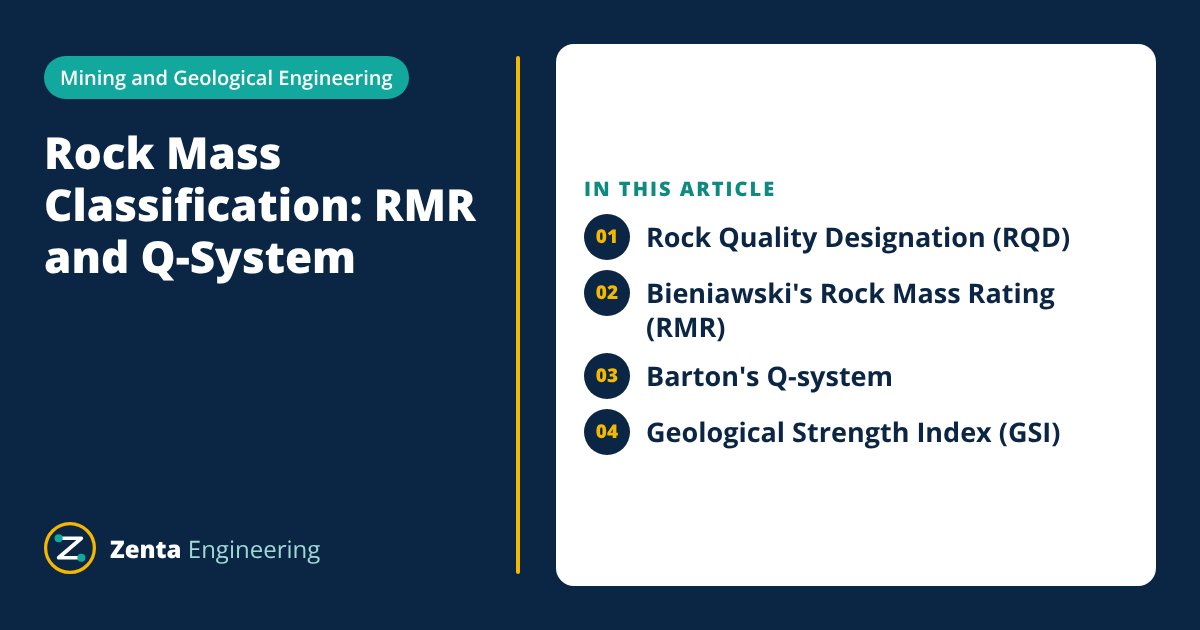 Mining and Geological Engineering
Rock Mass
Classification: RMR
and Q-System
Zenta Engineering
IN THIS ARTICLE
01 Rock Quality Designation (RQD)
02 Bieniawski's Rock Mass Rating
(RMR)
03 Barton's Q-system
04 Geological Strength Index (GSI)